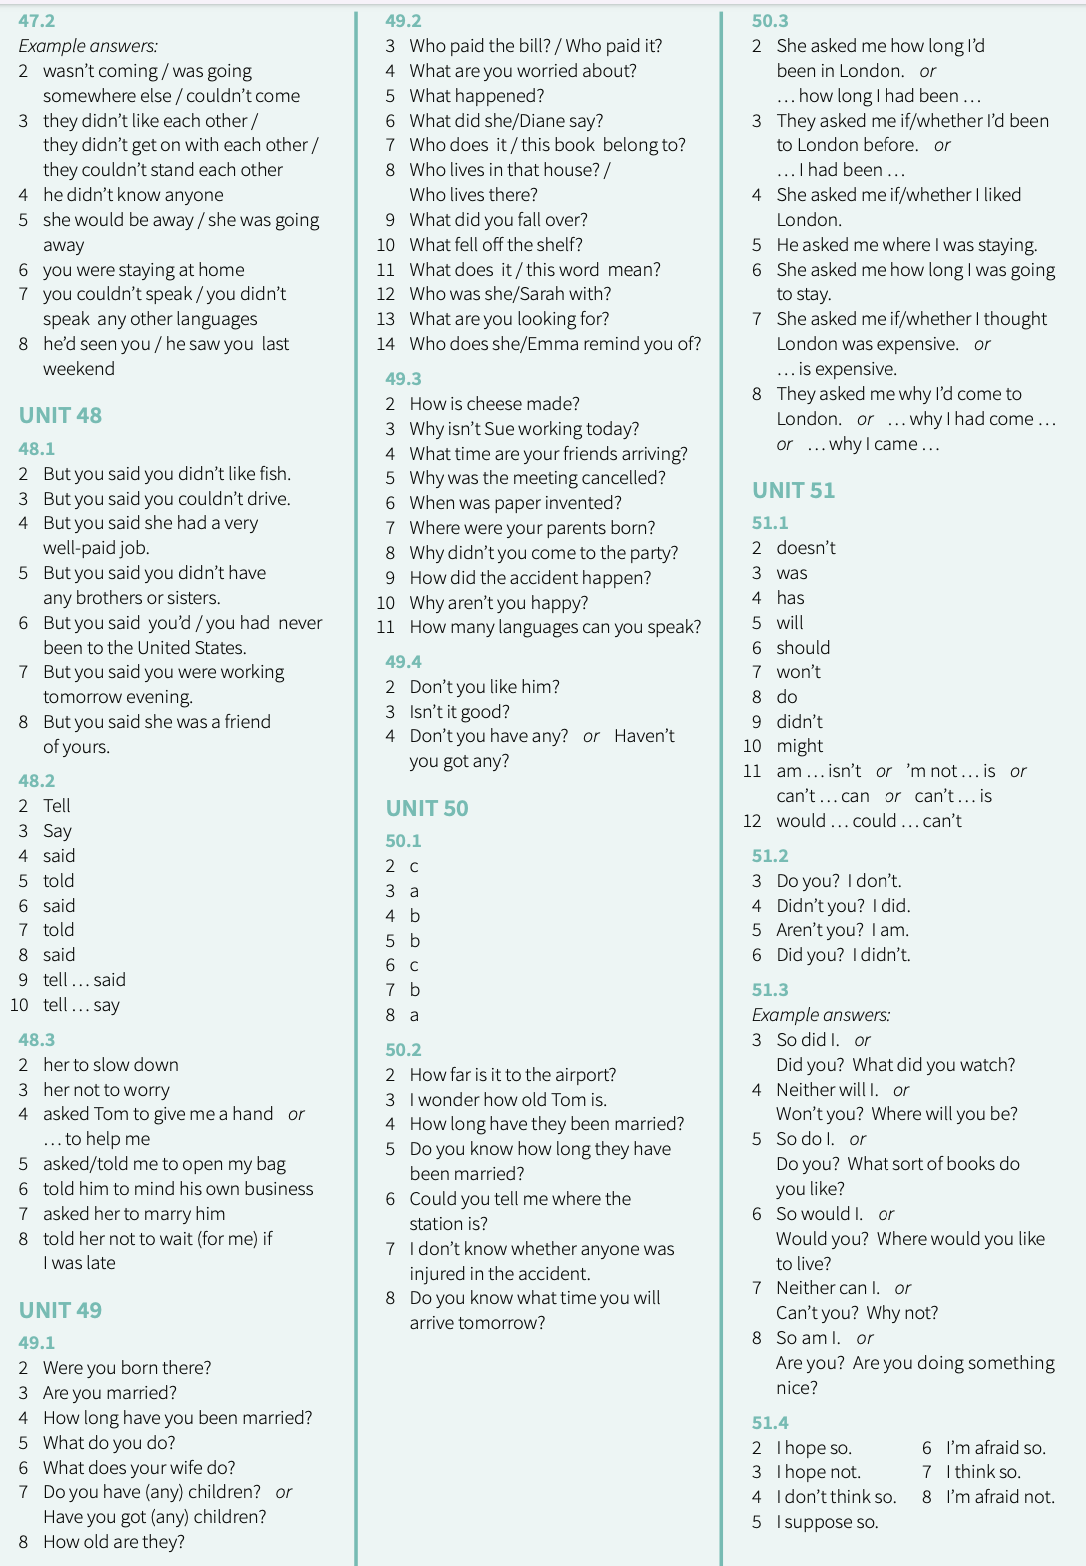 47.2
Example answers:
2 wasn't coming / was going
somewhere else / couldn't come
3 they didn't like each other /
they didn't get on with each other /
they couldn't stand each other
4 he didn't know anyone
5 she would be away / she was going
away
6 you were staying at home
7 you couldn't speak / you didn't
speak any other languages
8 he'd seen you / he saw you last
weekend
UNIT 48
48.1
2 But you said you didn't like fish.
3 But you said you couldn't drive.
4 But you said she had a very
well-paid job.
5 But you said you didn't have
any brothers or sisters.
6 But you said you'd / you had never
been to the United States.
7 But you said you were working
tomorrow evening.
8 But you said she was a friend
of yours.
48.2
2 Tell
3 Say
4 said
5 told
6 said
7 told
8 said
9 tell … said
10 tell … say
48.3
2 her to slow down
3 her not to worry
4 asked Tom to give me a hand or
… to help me
5 asked/told me to open my bag
6 told him to mind his own business
7 asked her to marry him
8 told her not to wait (for me) if
I was late
UNIT 49
49.1
2 Were you born there?
3 Are you married?
4 How long have you been married?
5 What do you do?
6 What does your wife do?
7 Do you have (any) children? or
Have you got (any) children?
8 How old are they?
49.2
3 Who paid the bill? / Who paid it?
4 What are you worried about?
5 What happened?
6 What did she/Diane say?
7 Who does it / this book belong to?
8 Who lives in that house? /
Who lives there?
9 What did you fall over?
10 What fell off the shelf?
11 What does it / this word mean?
12 Who was she/Sarah with?
13 What are you looking for?
14 Who does she/Emma remind you of?
49.3
2 How is cheese made?
3 Why isn't Sue working today?
4 What time are your friends arriving?
5 Why was the meeting cancelled?
6 When was paper invented?
7 Where were your parents born?
8 Why didn't you come to the party?
9 How did the accident happen?
10 Why aren't you happy?
11 How many languages can you speak?
49.4
2 Don't you like him?
3 Isn't it good?
4 Don't you have any? or Haven't
you got any?
UNIT 50
50.1
2 c
3 a
4 b
5 b
6 c
7 b
8 a
50.2
2 How far is it to the airport?
3 I wonder how old Tom is.
4 How long have they been married?
5 Do you know how long they have
been married?
6 Could you tell me where the
station is?
7 I don't know whether anyone was
injured in the accident.
8 Do you know what time you will
arrive tomorrow?
50.3
2 She asked me how long I'd
been in London. or
… how long I had been …
3 They asked me if/whether I'd been
to London before. or
… I had been …
4 She asked me if/whether I liked
London.
5 He asked me where I was staying.
6 She asked me how long I was going
to stay.
7 She asked me if/whether I thought
London was expensive. or
… is expensive.
8 They asked me why I'd come to
London. or … why I had come …
or … why I came …
UNIT 51
51.1
2 doesn't
3 was
4 has
5 will
6 should
7 won't
8 do
9 didn't
10 might
11 am … isn't or 'm not … is or
can't … can or can't … is
12 would … could … can't
51.2
3 Do you? I don't.
4 Didn't you? I did.
5 Aren't you? I am.
6 Did you? I didn't.
51.3
Example answers:
3 So did I. or
Did you? What did you watch?
4 Neither will I. or
Won't you? Where will you be?
5 So do I. or
Do you? What sort of books do
you like?
6 So would I. or
Would you? Where would you like
to live?
7 Neither can I. or
Can't you? Why not?
8 So am I. or
Are you? Are you doing something
nice?
51.4
2 I hope so.
3 I hope not.
4 I don't think so.
5 I suppose so.
6 I'm afraid so.
7 I think so.
8 I'm afraid not.